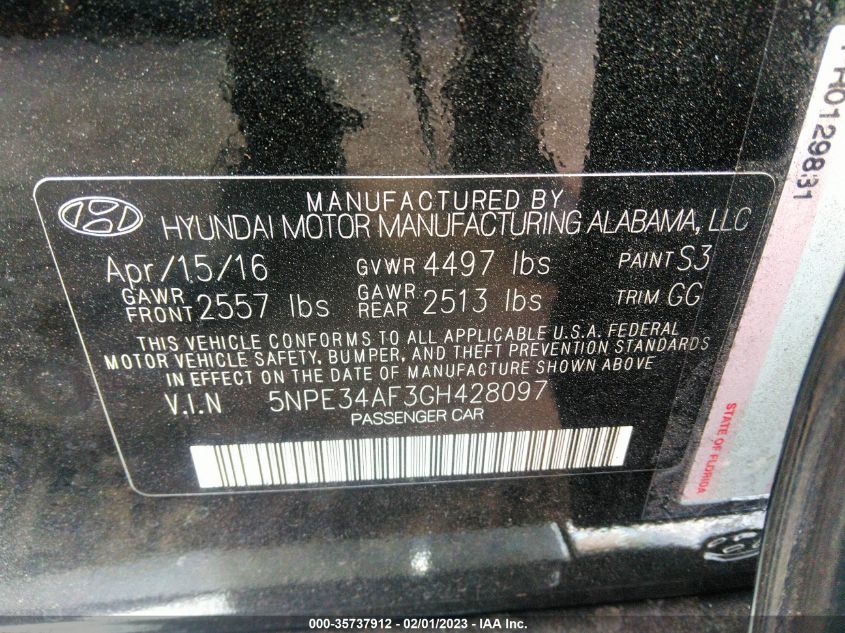 MANUFACTURED BY
HYUNDAI MOTOR MANUFACTURING ALABAMA, LLC
Apr/15/16 GVWR 4497 lbs PAINT S3
GAWR FRONT 2557 lbs GAWR REAR 2513 lbs TRIM GG
THIS VEHICLE CONFORMS TO ALL APPLICABLE U.S.A. FEDERAL
MOTOR VEHICLE SAFETY, BUMPER, AND THEFT PREVENTION STANDARDS
IN EFFECT ON THE DATE OF MANUFACTURE SHOWN ABOVE
V.I.N 5NPE34AF3GH428097
PASSENGER CAR
H0129831
STATE OF FLORIDA
000-35737912 - 02/01/2023 - IAA Inc.